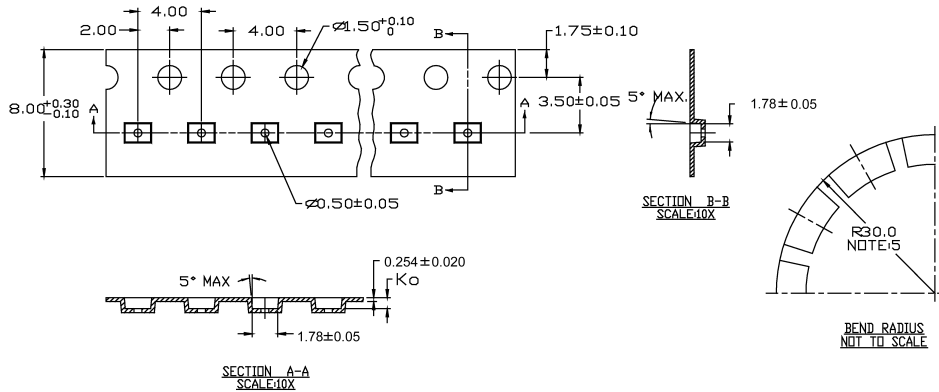 4.00
2.00
4.00
Ø1.50 +0.10 0
1.75±0.10
8.00 +0.30 -0.10
A
A
B
B
3.50±0.05
Ø0.50±0.05
5° MAX.
1.78±0.05
SECTION B-B
SCALE:10X
R30.0
NOTE:5
BEND RADIUS
NOT TO SCALE
5° MAX
0.254±0.020
Ko
1.78±0.05
SECTION A-A
SCALE:10X